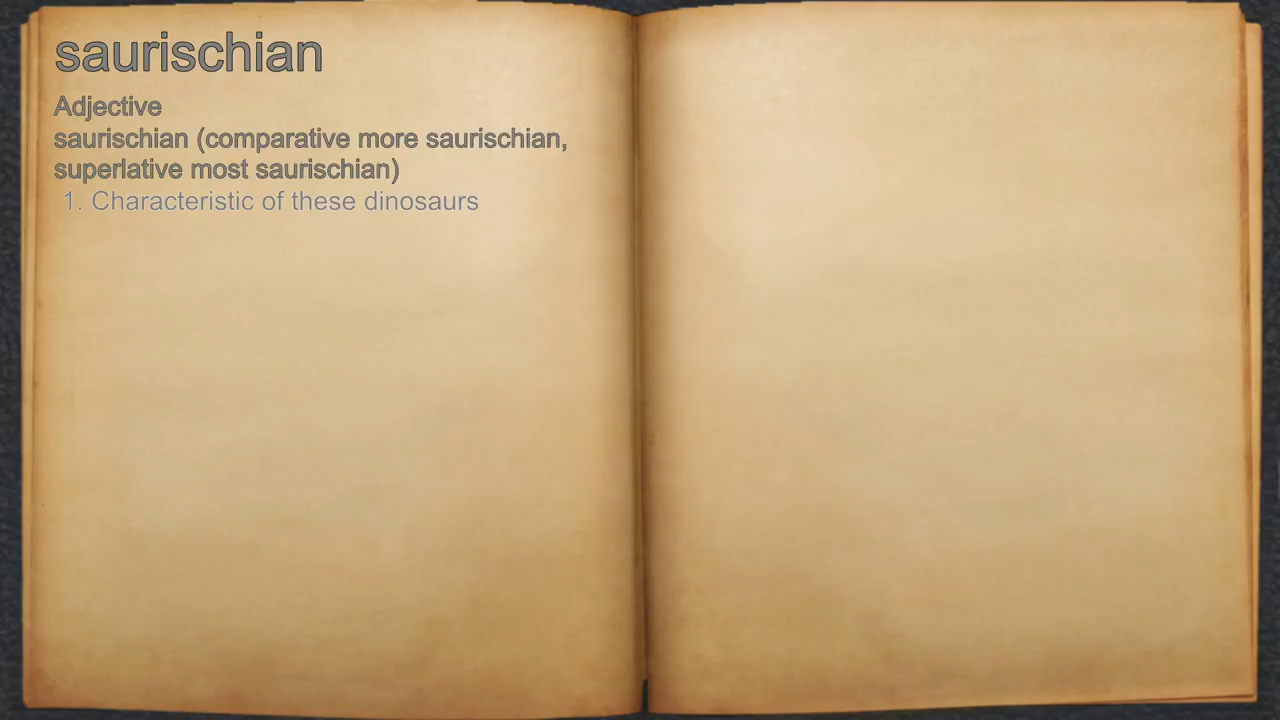 saurischian
Adjective
saurischian (comparative more saurischian,
superlative most saurischian)
1. Characteristic of these dinosaurs